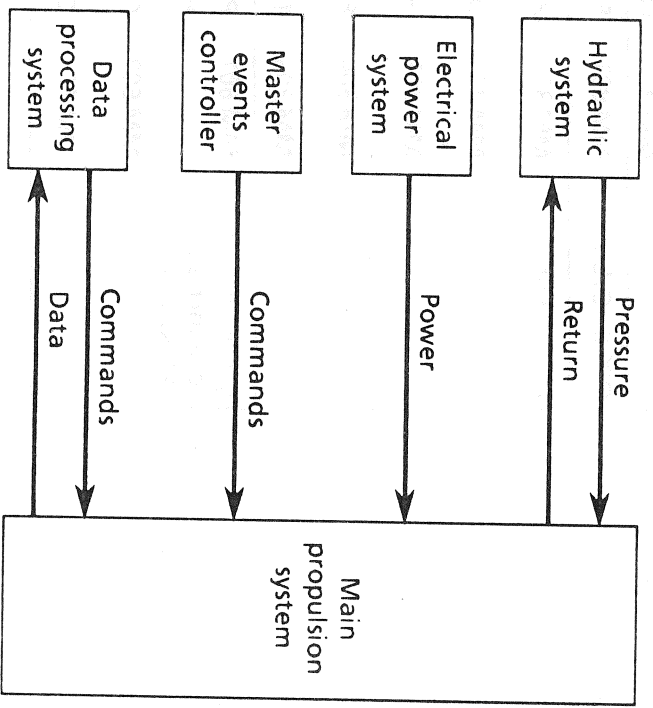 Hydraulic
system
Pressure
Return
Electrical
power
system
Power
Master
events
controller
Commands
Data
processing
system
Commands
Data
Main
propulsion
system